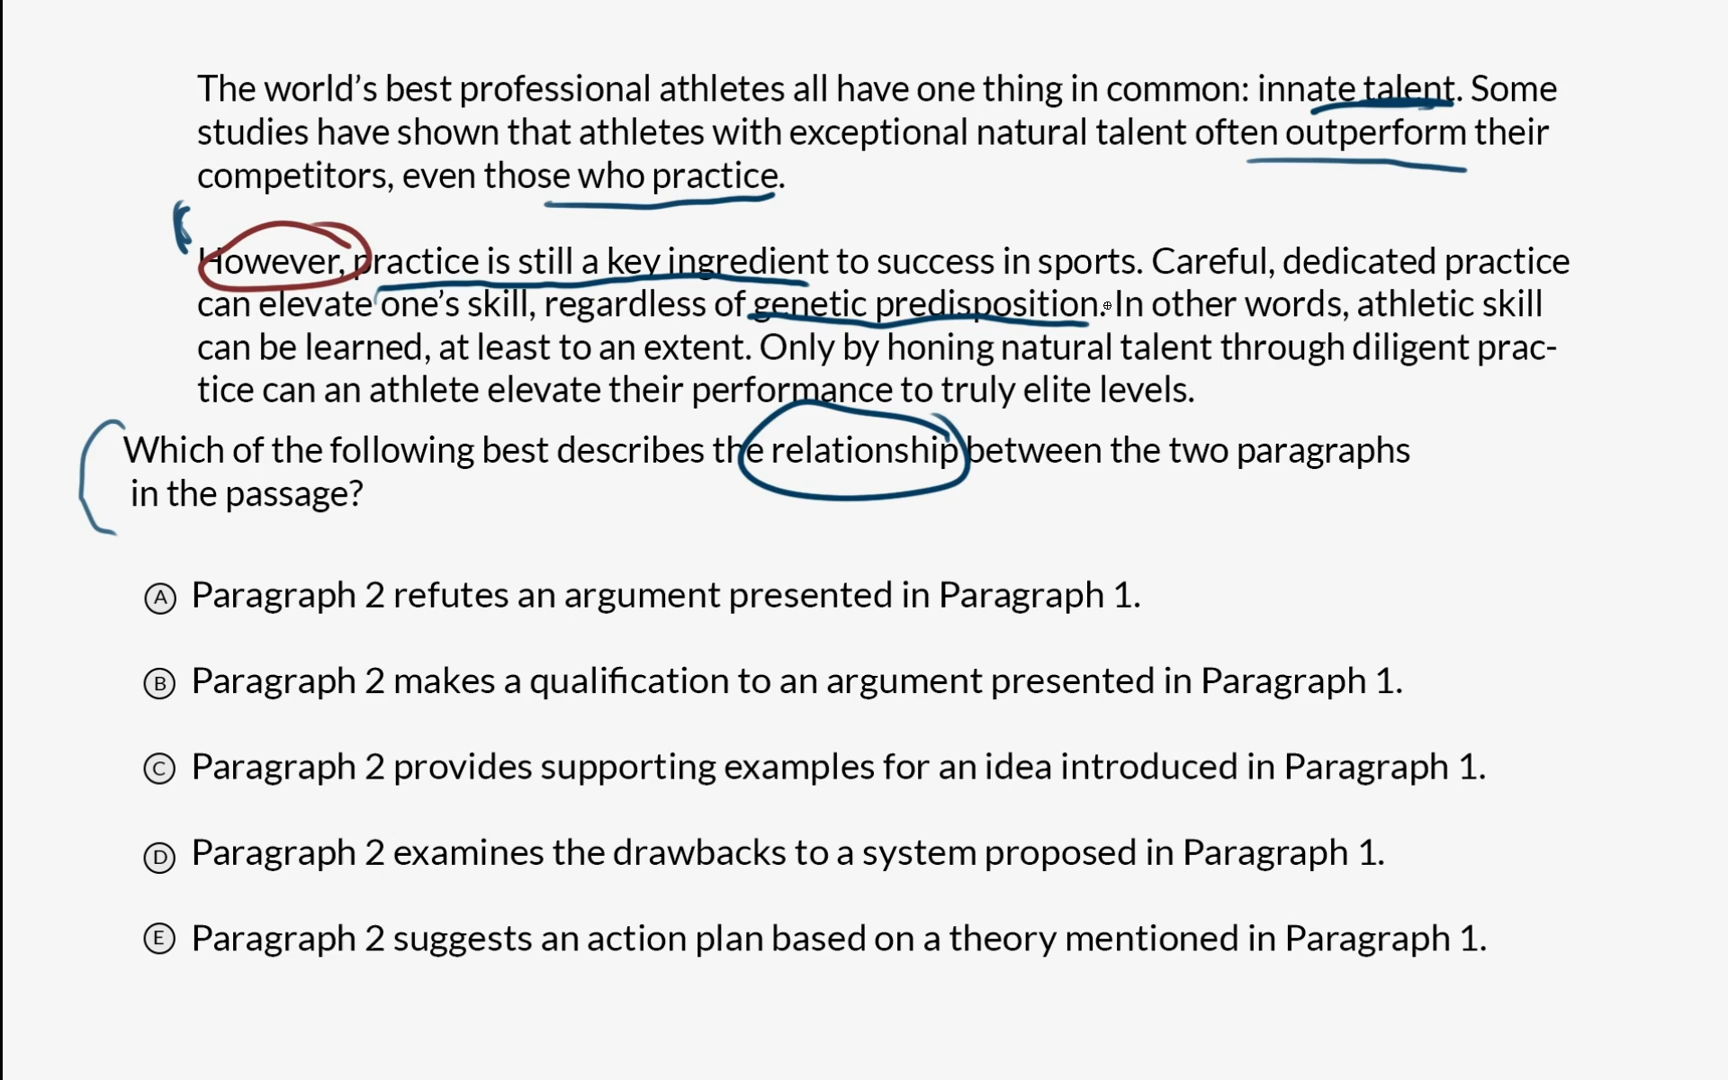 The world's best professional athletes all have one thing in common: innate talent. Some
studies have shown that athletes with exceptional natural talent often outperform their
competitors, even those who practice.
However, practice is still a key ingredient to success in sports. Careful, dedicated practice
can elevate one's skill, regardless of genetic predisposition. In other words, athletic skill
can be learned, at least to an extent. Only by honing natural talent through diligent prac-
tice can an athlete elevate their performance to truly elite levels.
Which of the following best describes the relationship between the two paragraphs
in the passage?
A Paragraph 2 refutes an argument presented in Paragraph 1.
B Paragraph 2 makes a qualification to an argument presented in Paragraph 1.
C Paragraph 2 provides supporting examples for an idea introduced in Paragraph 1.
D Paragraph 2 examines the drawbacks to a system proposed in Paragraph 1.
E Paragraph 2 suggests an action plan based on a theory mentioned in Paragraph 1.